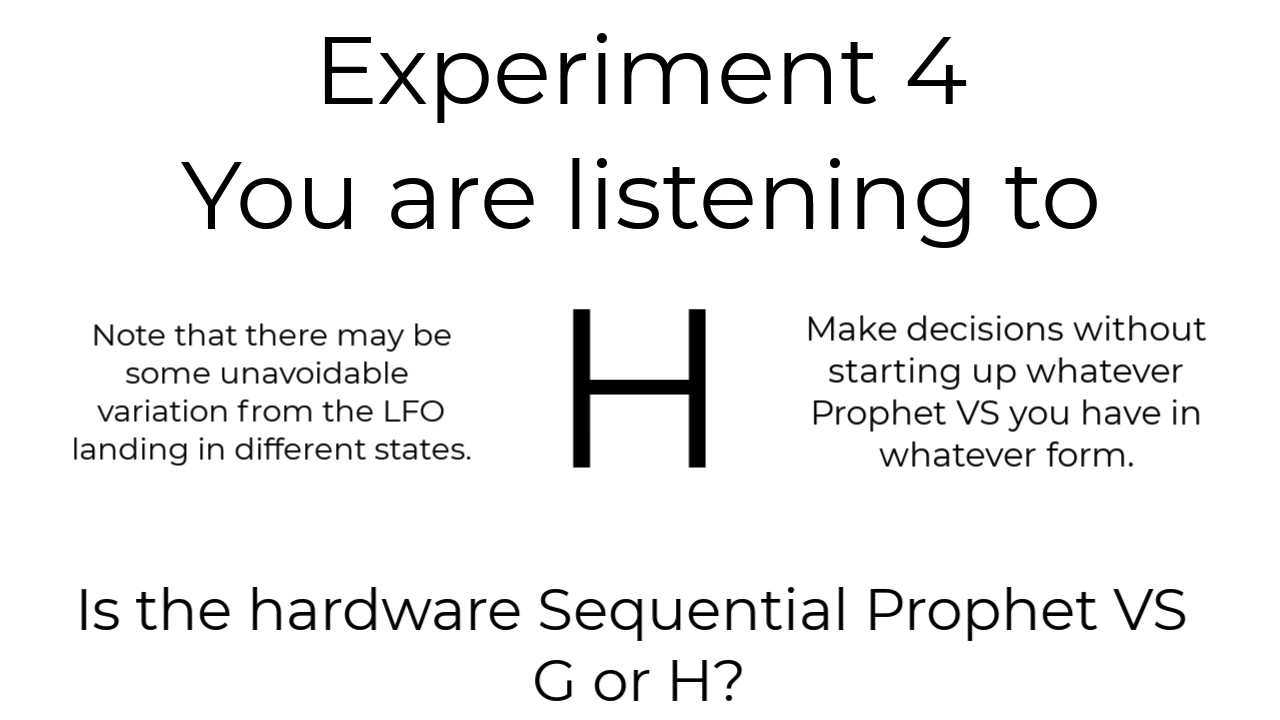 Experiment 4
You are listening to
Note that there may be
some unavoidable
variation from the LFO
landing in different states.
H
Make decisions without
starting up whatever
Prophet VS you have in
whatever form.
Is the hardware Sequential Prophet VS
G or H?